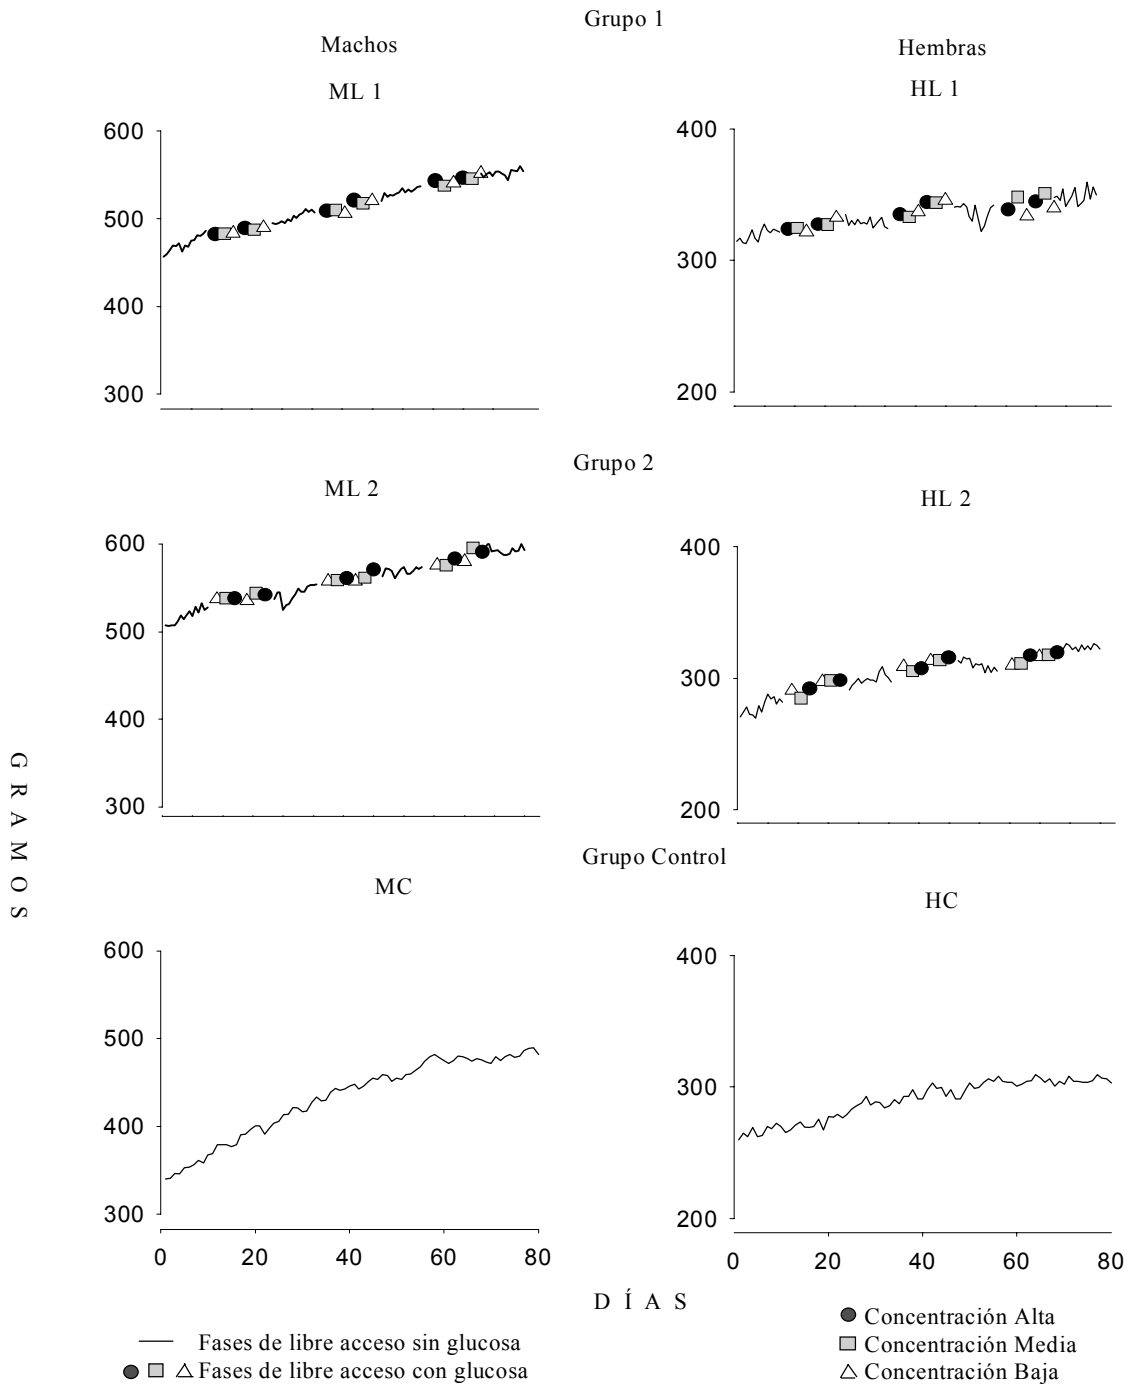 Grupo 1
Machos
Hembras
ML 1
HL 1
600
500
400
300
400
300
200
Grupo 2
ML 2
HL 2
600
500
400
300
400
300
200
GRAMOS
Grupo Control
MC
HC
600
500
400
300
400
300
200
0 20 40 60 80
0 20 40 60 80
DÍAS
Fases de libre acceso sin glucosa
Fases de libre acceso con glucosa
Concentración Alta
Concentración Media
Concentración Baja